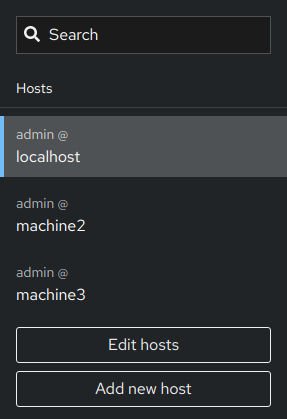 Search
Hosts
admin @
localhost
admin @
machine2
admin @
machine3
Edit hosts
Add new host